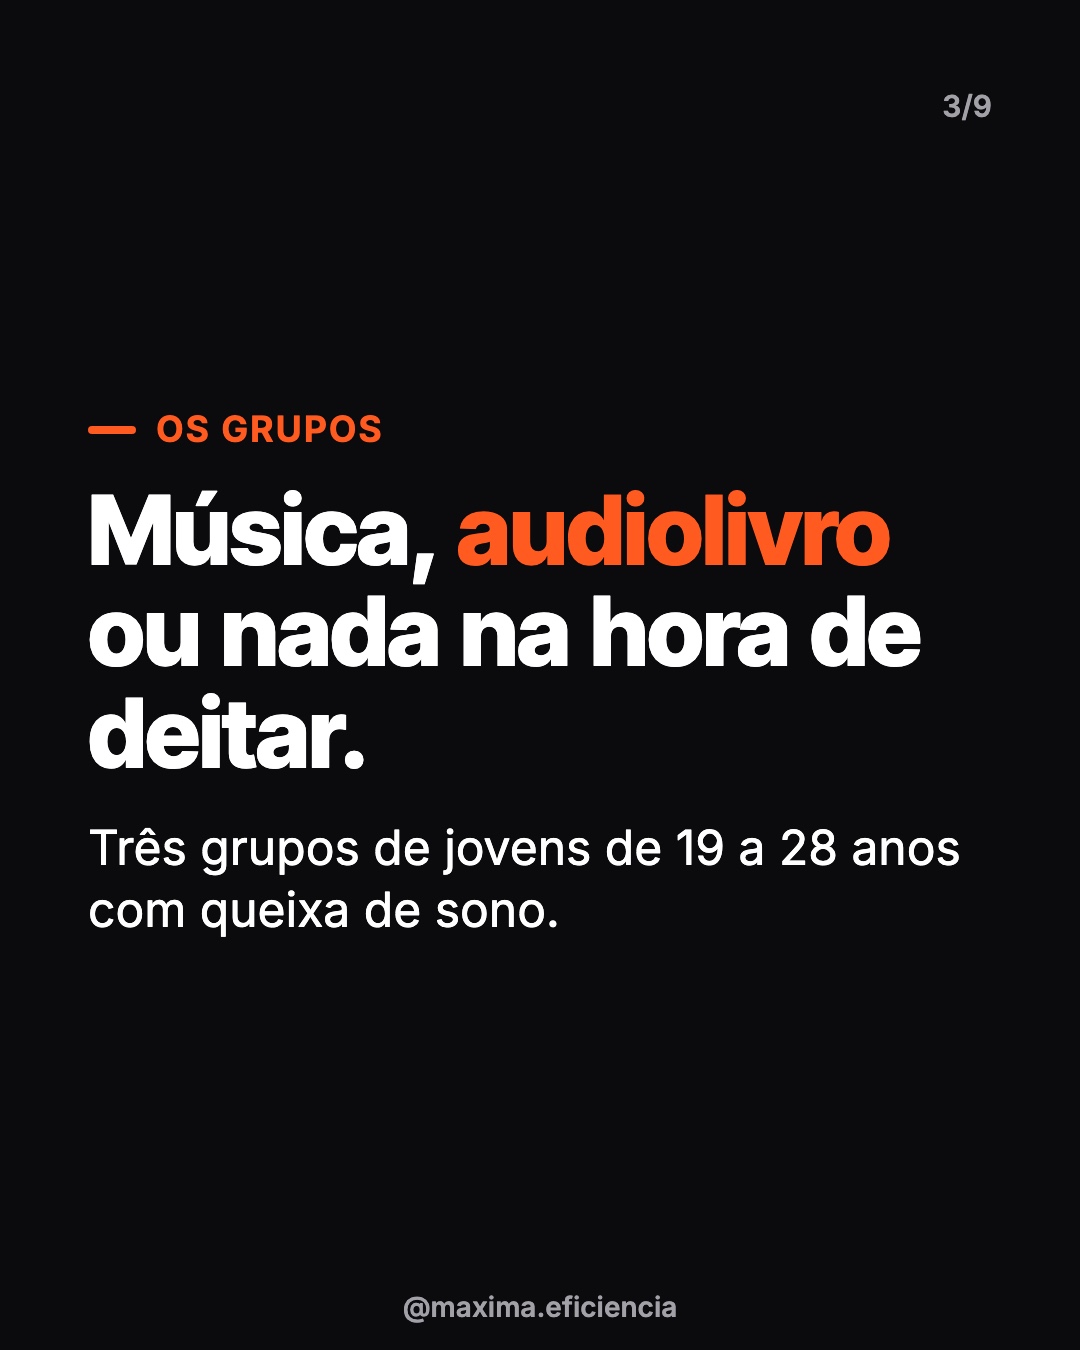 3/9
OS GRUPOS
Música, audiolivro
ou nada na hora de
deitar.
Três grupos de jovens de 19 a 28 anos
com queixa de sono.
@maxima.eficiencia